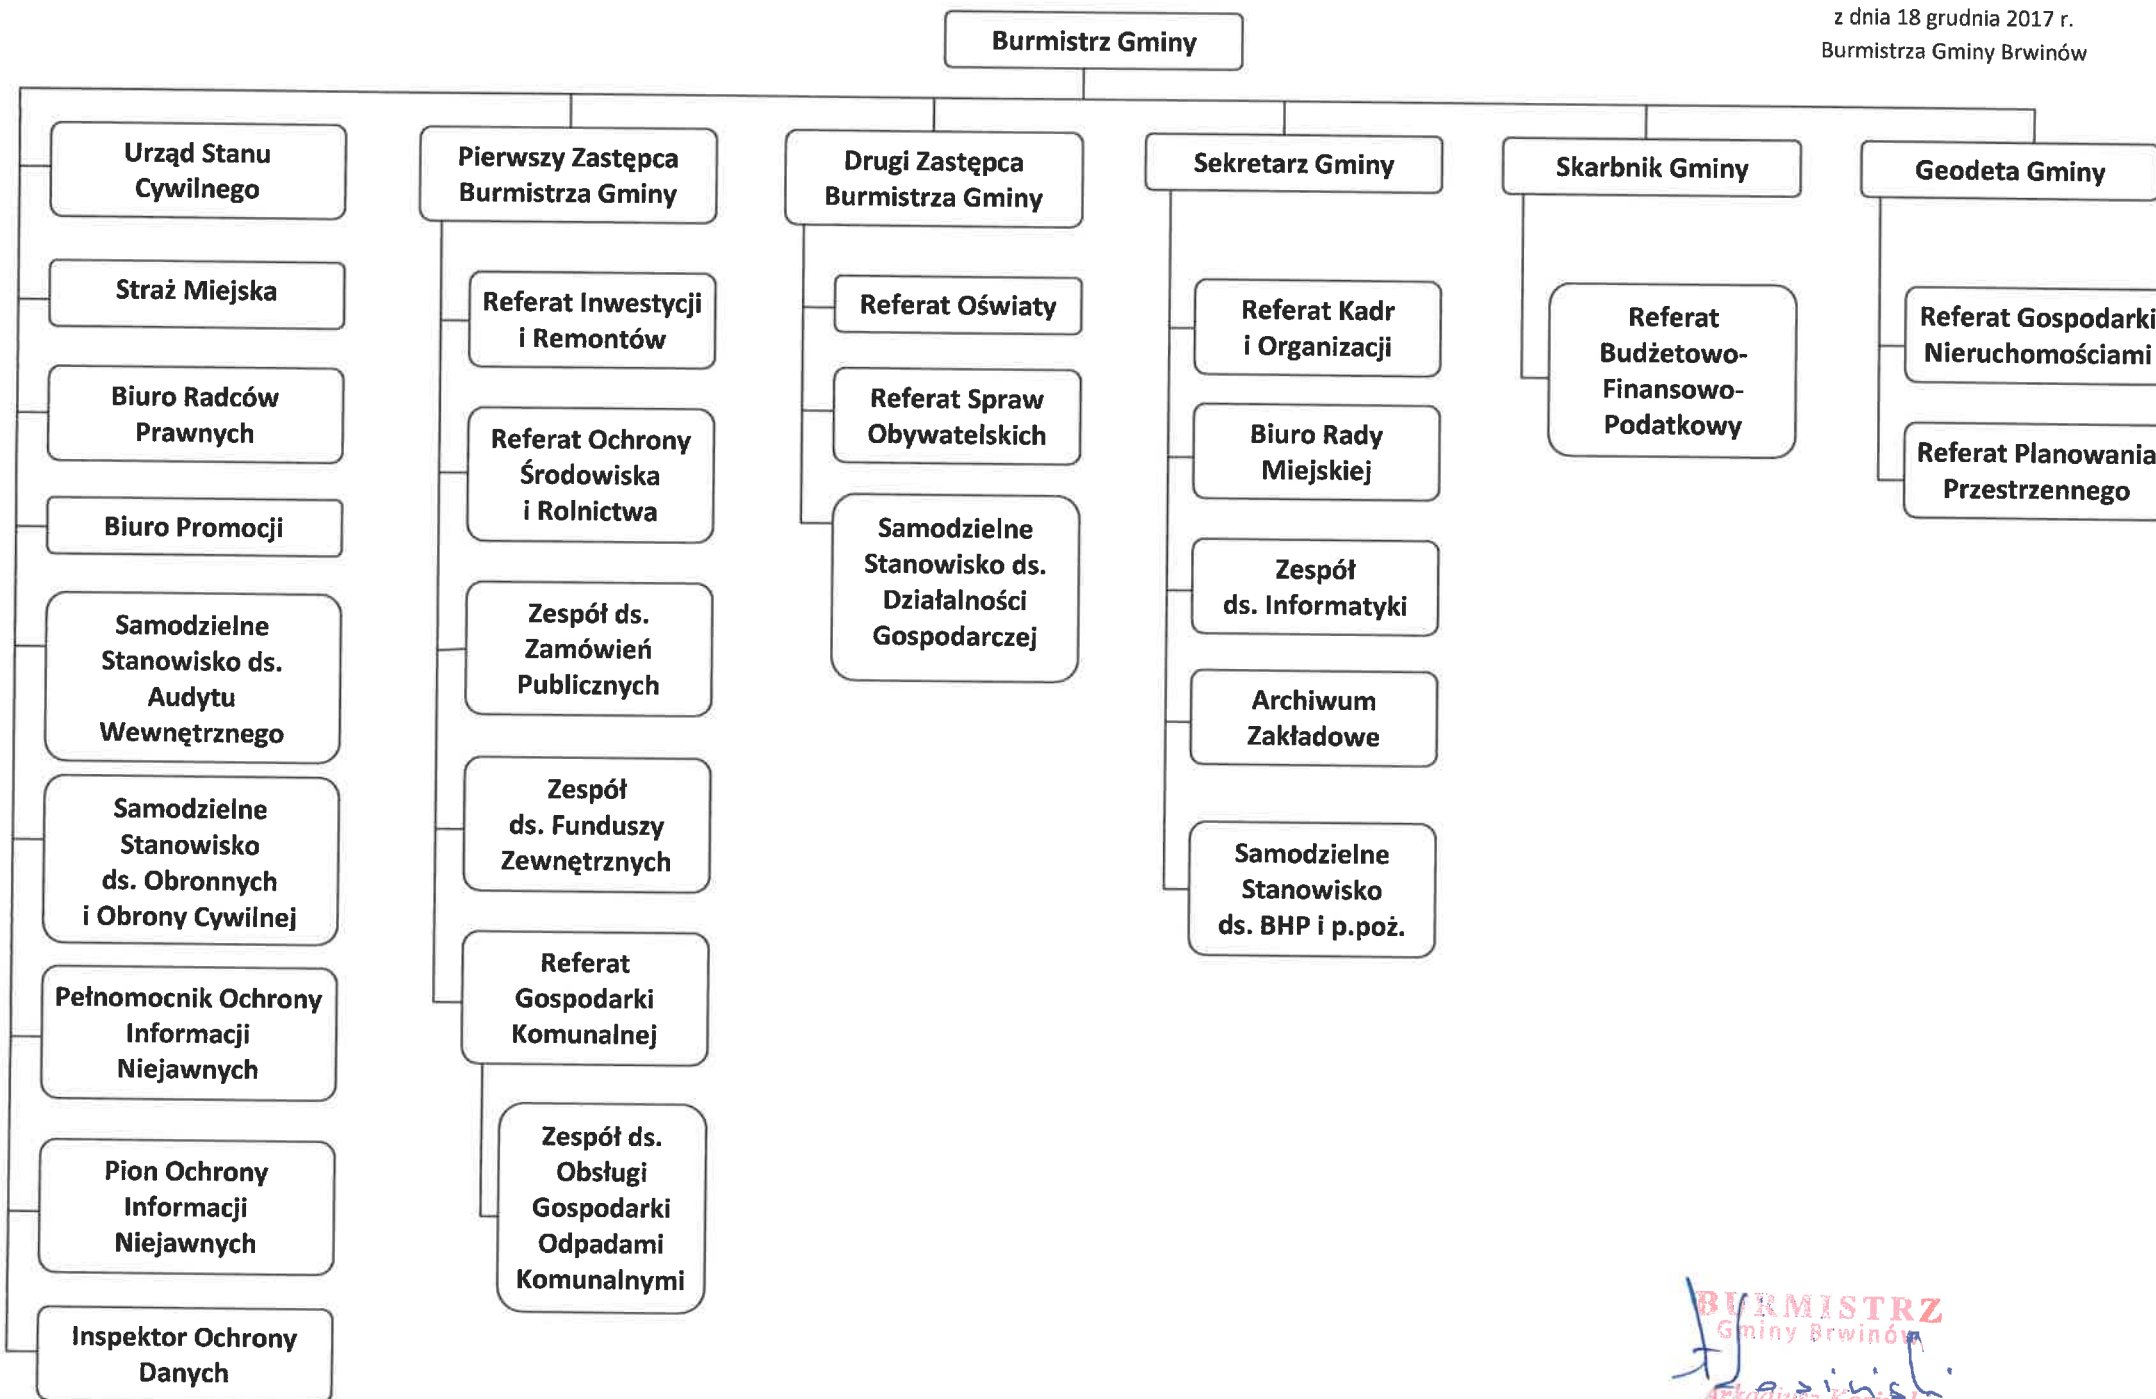 z dnia 18 grudnia 2017 r.
Burmistrza Gminy Brwinów
Burmistrz Gminy
Urząd Stanu
Cywilnego
Straż Miejska
Biuro Radców
Prawnych
Biuro Promocji
Samodzielne
Stanowisko ds.
Audytu
Wewnętrznego
Samodzielne
Stanowisko
ds. Obronnych
i Obrony Cywilnej
Pełnomocnik Ochrony
Informacji
Niejawnych
Pion Ochrony
Informacji
Niejawnych
Inspektor Ochrony
Danych
Pierwszy Zastępca
Burmistrza Gminy
Referat Inwestycji
i Remontów
Referat Ochrony
Środowiska
i Rolnictwa
Zespół ds.
Zamówień
Publicznych
Zespół
ds. Funduszy
Zewnętrznych
Referat
Gospodarki
Komunalnej
Zespół ds.
Obsługi
Gospodarki
Odpadami
Komunalnymi
Drugi Zastępca
Burmistrza Gminy
Referat Oświaty
Referat Spraw
Obywatelskich
Samodzielne
Stanowisko ds.
Działalności
Gospodarczej
Sekretarz Gminy
Referat Kadr
i Organizacji
Biuro Rady
Miejskiej
Zespół
ds. Informatyki
Archiwum
Zakładowe
Samodzielne
Stanowisko
ds. BHP i p.poż.
Skarbnik Gminy
Referat
Budżetowo-
Finansowo-
Podatkowy
Geodeta Gminy
Referat Gospodarki
Nieruchomościami
Referat Planowania
Przestrzennego
BURMISTRZ
Gminy Brwinów